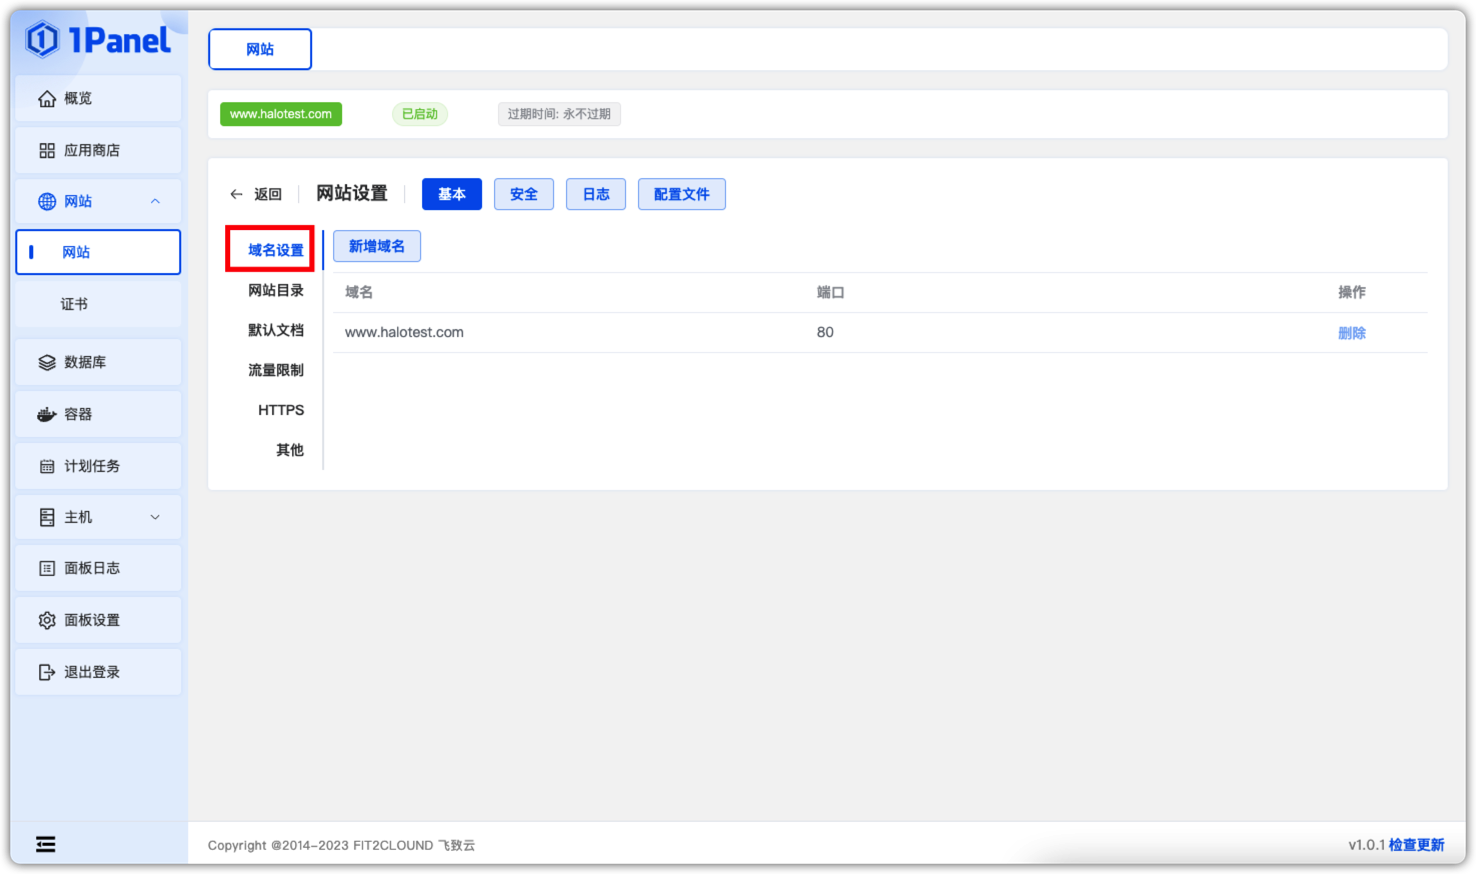 1Panel
概览
应用商店
网站
网站
证书
数据库
容器
计划任务
主机
面板日志
面板设置
退出登录
网站
www.halotest.com 已启动 过期时间: 永不过期
返回 网站设置 基本 安全 日志 配置文件
域名设置
网站目录
默认文档
流量限制
HTTPS
其他
新增域名
域名 端口 操作
www.halotest.com 80 删除
Copyright @2014-2023 FIT2CLOUND 飞致云
v1.0.1 检查更新